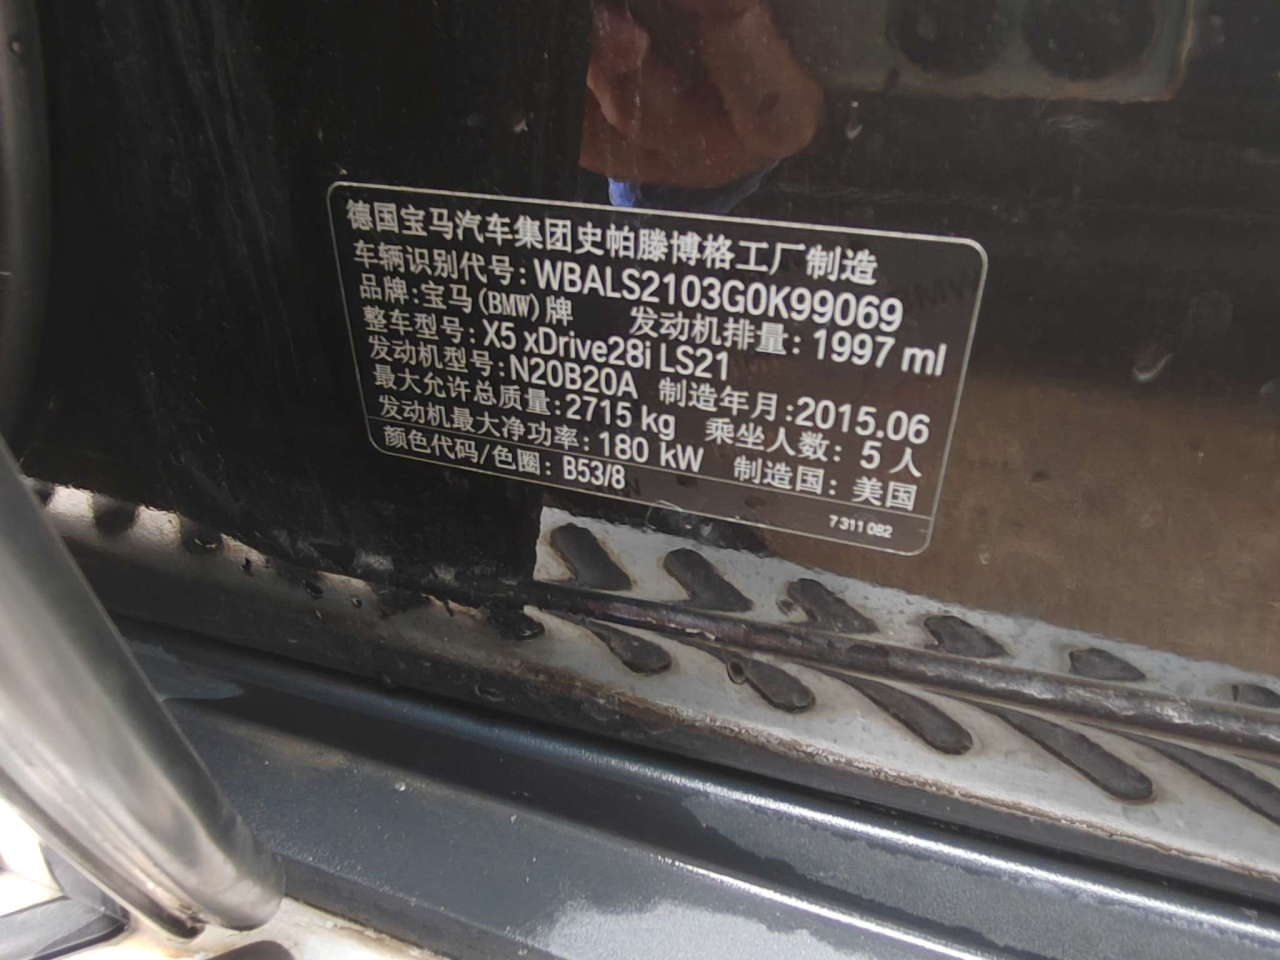 德国宝马汽车集团史帕滕博格工厂制造
车辆识别代号: WBALS2103G0K99069
品牌: 宝马(BMW)牌 发动机排量: 1997 ml
整车型号: X5 xDrive28i LS21
发动机型号: N20B20A 制造年月: 2015.06
最大允许总质量: 2715 kg 乘坐人数: 5 人
发动机最大净功率: 180 kW 制造国: 美国
颜色代码/色圈: B53/8
7 311 082